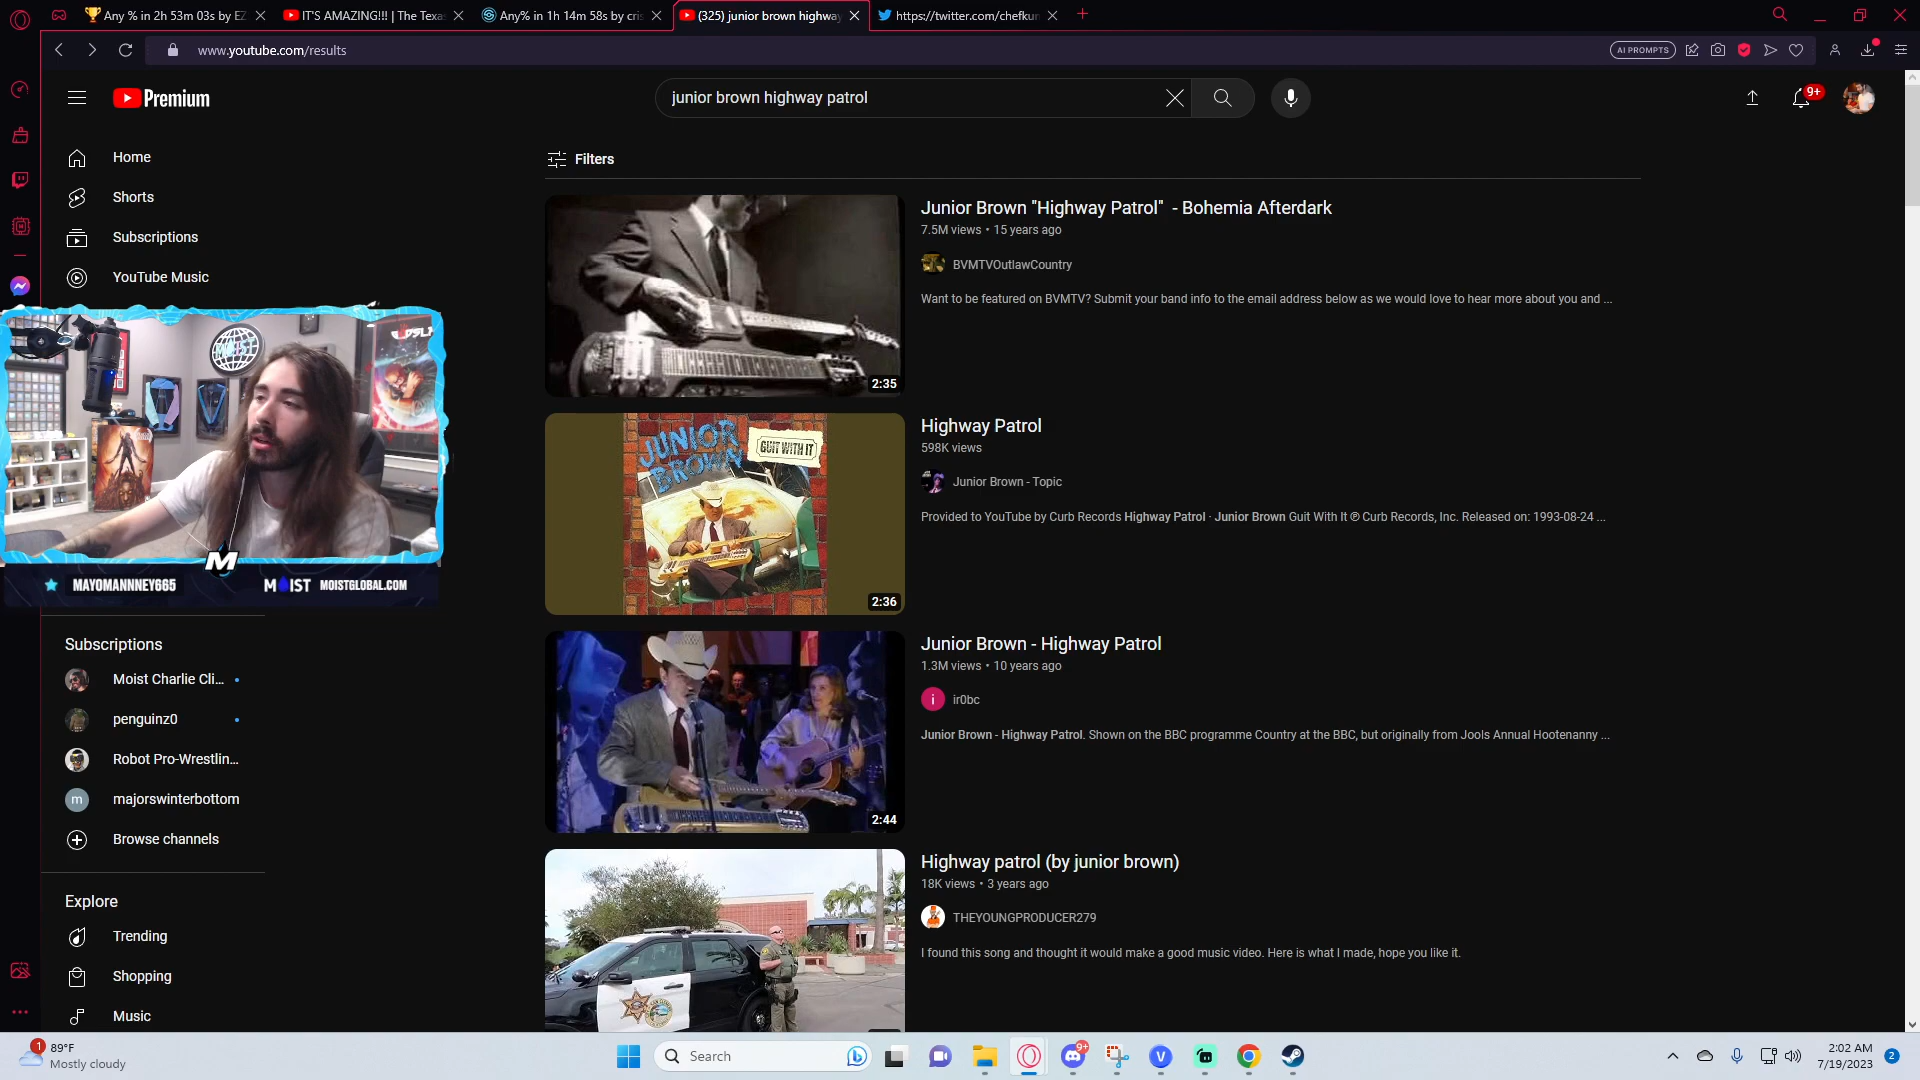 Any % in 2h 53m 03s by EZ
IT'S AMAZING!!! | The Texa
Any% in 1h 14m 58s by cris
(325) junior brown highway
https://twitter.com/chefkun
www.youtube.com/results
AI PROMPTS
Premium
junior brown highway patrol
9+
Home
Shorts
Subscriptions
YouTube Music
Filters
Junior Brown "Highway Patrol" - Bohemia Afterdark
7.5M views • 15 years ago
BVMTVOutlawCountry
Want to be featured on BVMTV? Submit your band info to the email address below as we would love to hear more about you and ...
2:35
MOIST
M
MAYOMANNNEY665
MOIST MOISTGLOBAL.COM
JUNIOR BROWN
GUIT WITH IT
2:36
Highway Patrol
598K views
Junior Brown - Topic
Provided to YouTube by Curb Records Highway Patrol · Junior Brown Guit With It ℗ Curb Records, Inc. Released on: 1993-08-24 ...
2:44
Junior Brown - Highway Patrol
1.3M views • 10 years ago
i
ir0bc
Junior Brown - Highway Patrol. Shown on the BBC programme Country at the BBC, but originally from Jools Annual Hootenanny ...
Highway patrol (by junior brown)
18K views • 3 years ago
THEYOUNGPRODUCER279
I found this song and thought it would make a good music video. Here is what I made, hope you like it.
Subscriptions
Moist Charlie Cli...
penguinz0
Robot Pro-Wrestlin...
m
majorswinterbottom
Browse channels
Explore
Trending
Shopping
Music
1
89°F
Mostly cloudy
Search
9+
V
2:02 AM
7/19/2023
2